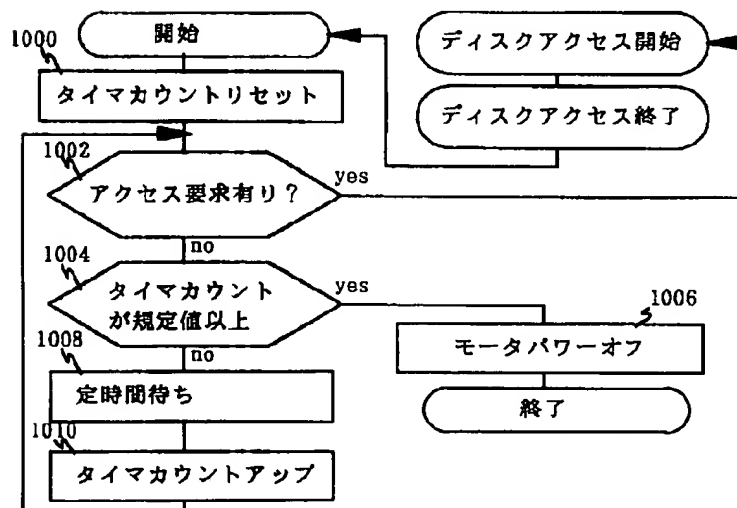 1000
開始
タイマカウントリセット
ディスクアクセス開始
ディスクアクセス終了
1002
アクセス要求有り？
yes
no
1004
タイマカウント
が規定値以上
yes
no
1006
モータパワーオフ
終了
1008
定時間待ち
1010
タイマカウントアップ